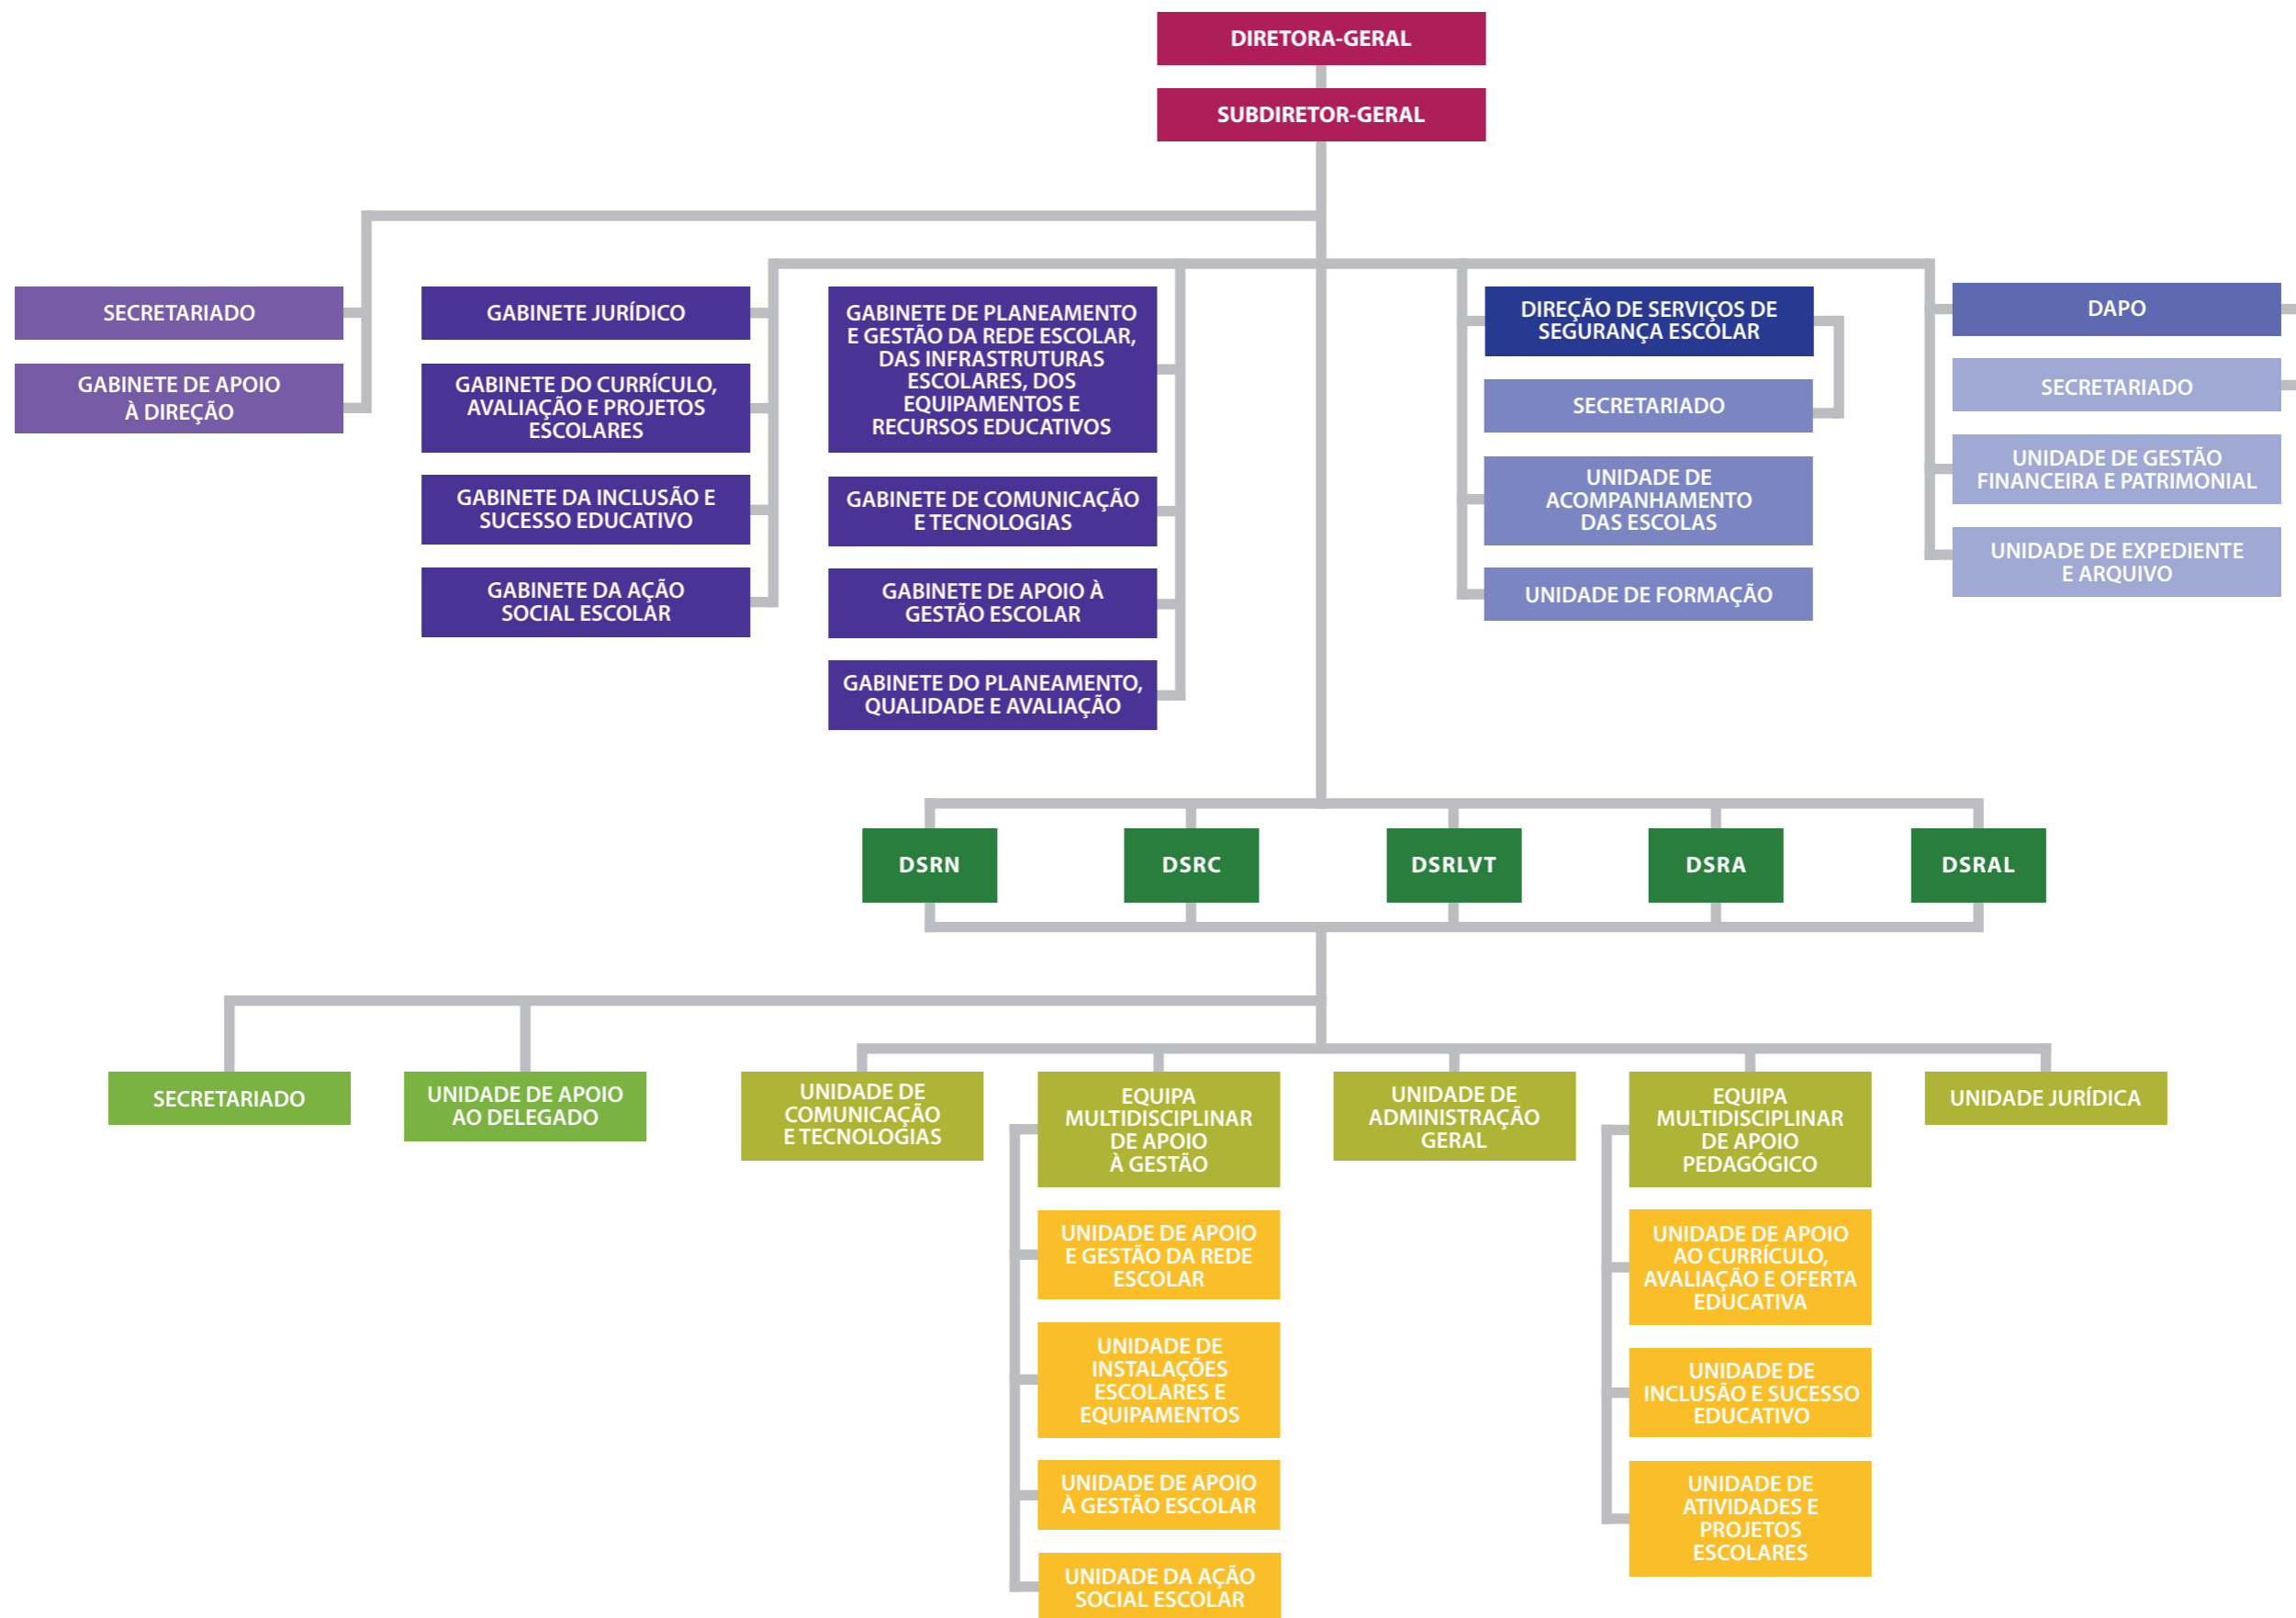 DIRETORA-GERAL
SUBDIRETOR-GERAL
SECRETARIADO
GABINETE DE APOIO
À DIREÇÃO
GABINETE JURÍDICO
GABINETE DO CURRÍCULO,
AVALIAÇÃO E PROJETOS
ESCOLARES
GABINETE DA INCLUSÃO E
SUCESSO EDUCATIVO
GABINETE DA AÇÃO
SOCIAL ESCOLAR
GABINETE DE PLANEAMENTO
E GESTÃO DA REDE ESCOLAR,
DAS INFRASTRUTURAS
ESCOLARES, DOS
EQUIPAMENTOS E
RECURSOS EDUCATIVOS
GABINETE DE COMUNICAÇÃO
E TECNOLOGIAS
GABINETE DE APOIO À
GESTÃO ESCOLAR
GABINETE DO PLANEAMENTO,
QUALIDADE E AVALIAÇÃO
DIREÇÃO DE SERVIÇOS DE
SEGURANÇA ESCOLAR
SECRETARIADO
UNIDADE DE
ACOMPANHAMENTO
DAS ESCOLAS
UNIDADE DE FORMAÇÃO
DAPO
SECRETARIADO
UNIDADE DE GESTÃO
FINANCEIRA E PATRIMONIAL
UNIDADE DE EXPEDIENTE
E ARQUIVO
DSRN
DSRC
DSRLVT
DSRA
DSRAL
SECRETARIADO
UNIDADE DE APOIO
AO DELEGADO
UNIDADE DE
COMUNICAÇÃO
E TECNOLOGIAS
EQUIPA
MULTIDISCIPLINAR
DE APOIO
À GESTÃO
UNIDADE DE APOIO
E GESTÃO DA REDE
ESCOLAR
UNIDADE DE
INSTALAÇÕES
ESCOLARES E
EQUIPAMENTOS
UNIDADE DE APOIO
À GESTÃO ESCOLAR
UNIDADE DA AÇÃO
SOCIAL ESCOLAR
UNIDADE DE
ADMINISTRAÇÃO
GERAL
EQUIPA
MULTIDISCIPLINAR
DE APOIO
PEDAGÓGICO
UNIDADE DE APOIO
AO CURRÍCULO,
AVALIAÇÃO E OFERTA
EDUCATIVA
UNIDADE DE
INCLUSÃO E SUCESSO
EDUCATIVO
UNIDADE DE
ATIVIDADES E
PROJETOS
ESCOLARES
UNIDADE JURÍDICA